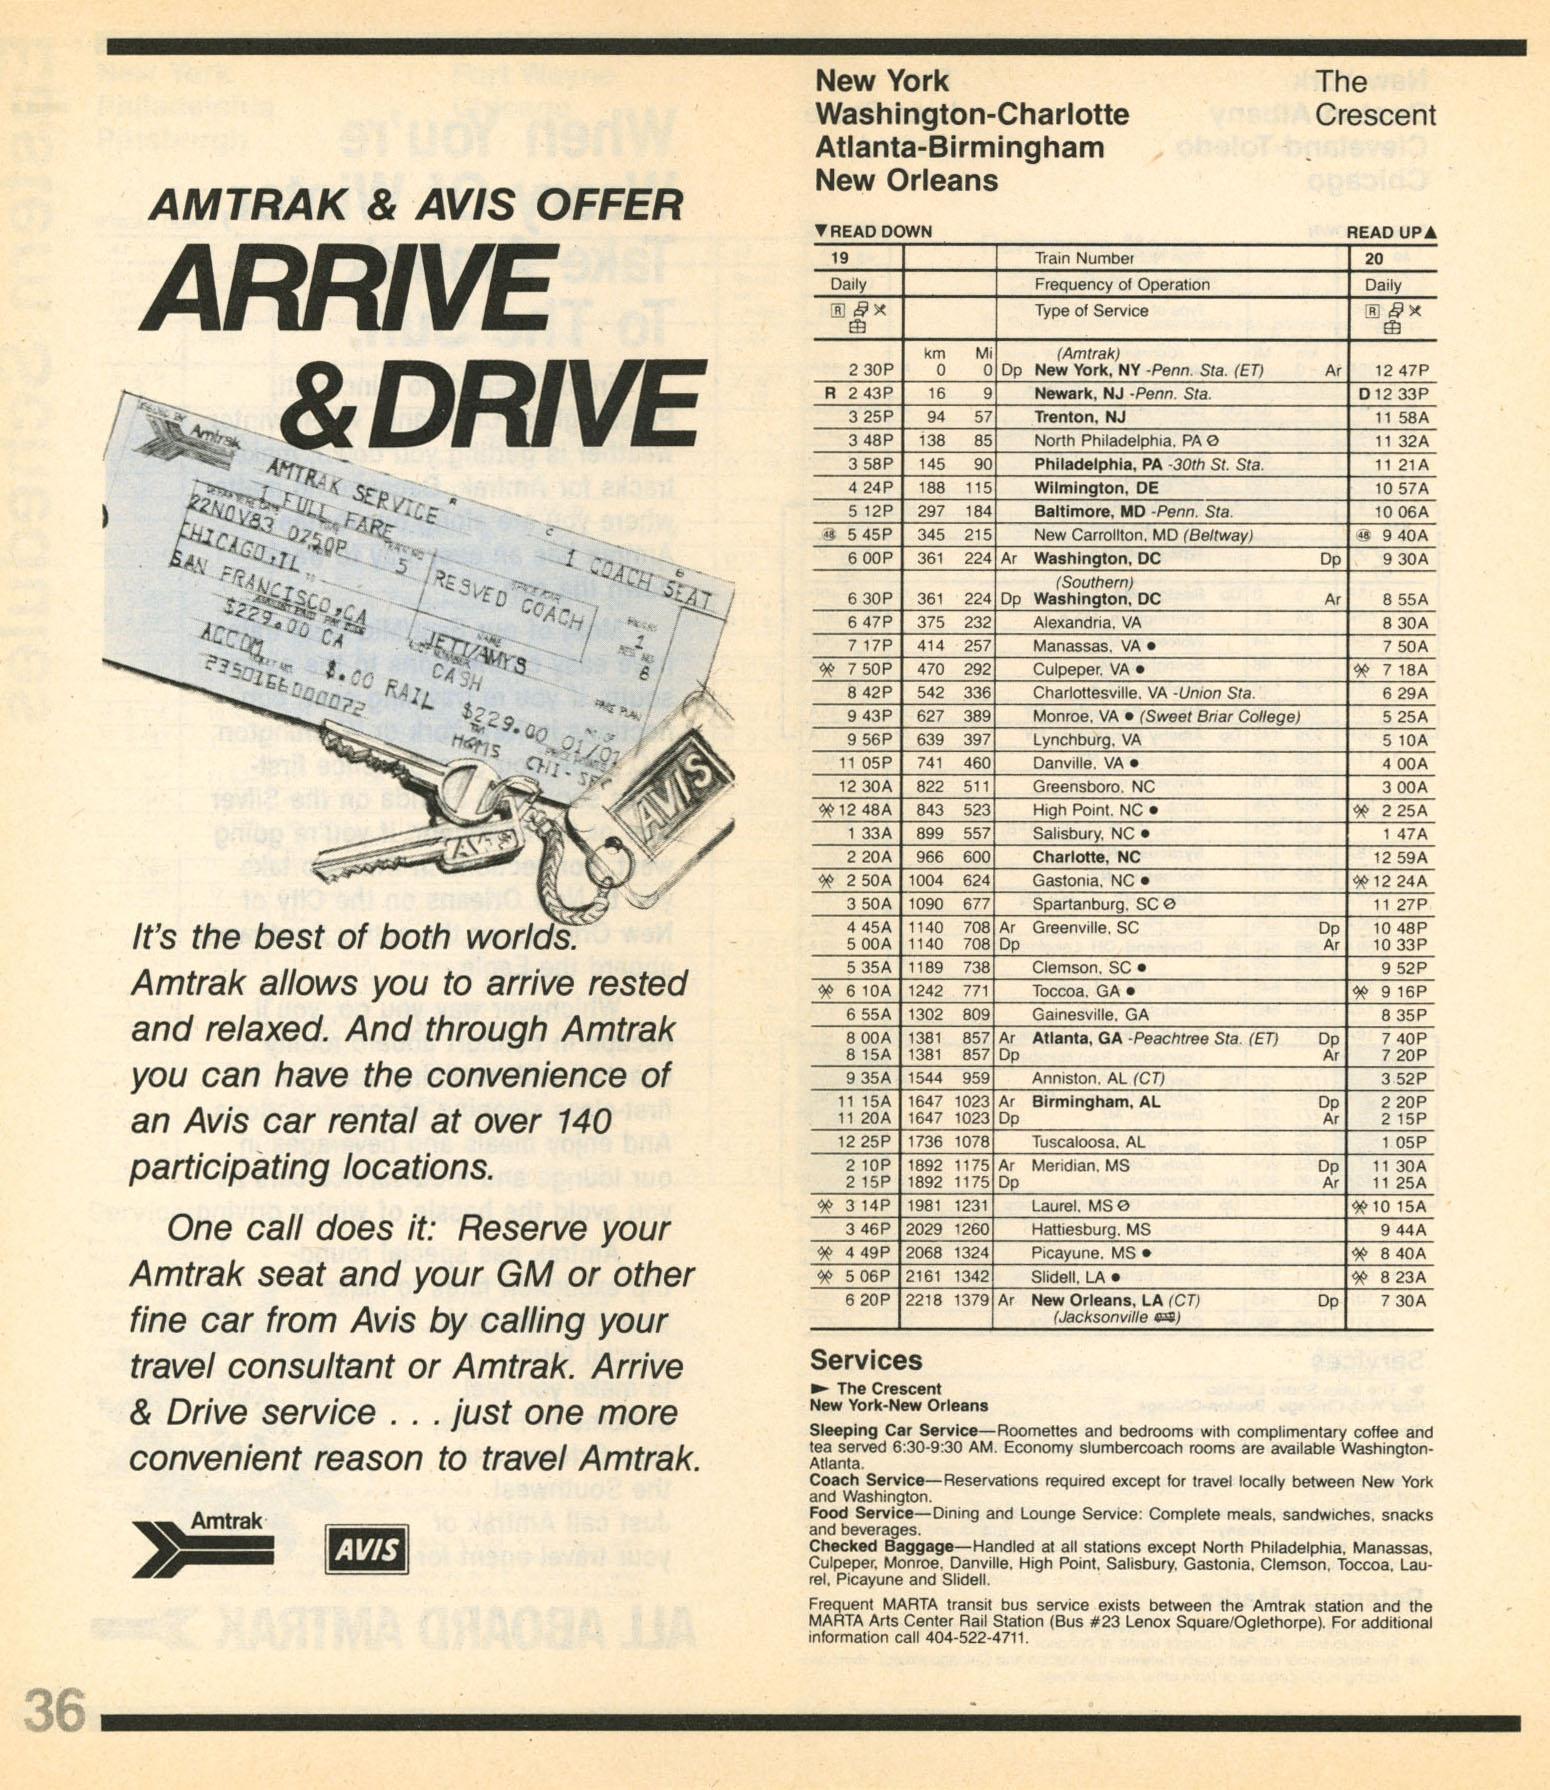 AMTRAK & AVIS OFFER
ARRIVE
& DRIVE
ISSUED BY
Amtrak
AMTRAK SERVICE
1 FULL FARE
22NOV83 0250P
CHICAGO,IL
5
RESVED COACH
1 COACH SEAT
SAN FRANCISCO,CA
$229.00 CA
JETT/AMYS
CASH
1
8
ACCOM
$.00 RAIL
$229.00 01/01
2350166000072
AVIS
AVIS
It's the best of both worlds.
Amtrak allows you to arrive rested
and relaxed. And through Amtrak
you can have the convenience of
an Avis car rental at over 140
participating locations.
One call does it: Reserve your
Amtrak seat and your GM or other
fine car from Avis by calling your
travel consultant or Amtrak. Arrive
& Drive service . . . just one more
convenient reason to travel Amtrak.
Amtrak
AVIS
36
New York
Washington-Charlotte
Atlanta-Birmingham
New Orleans
The
Crescent
▼READ DOWN READ UP▲
19 Train Number 20
Daily Frequency of Operation Daily
R Type of Service R
km Mi (Amtrak)
2 30P 0 0 Dp New York, NY -Penn. Sta. (ET) Ar 12 47P
R 2 43P 16 9 Newark, NJ -Penn. Sta. D 12 33P
3 25P 94 57 Trenton, NJ 11 58A
3 48P 138 85 North Philadelphia, PA ⊘ 11 32A
3 58P 145 90 Philadelphia, PA -30th St. Sta. 11 21A
4 24P 188 115 Wilmington, DE 10 57A
5 12P 297 184 Baltimore, MD -Penn. Sta. 10 06A
48 5 45P 345 215 New Carrollton, MD (Beltway) 48 9 40A
6 00P 361 224 Ar Washington, DC Dp 9 30A
(Southern)
6 30P 361 224 Dp Washington, DC Ar 8 55A
6 47P 375 232 Alexandria, VA 8 30A
7 17P 414 257 Manassas, VA ● 7 50A
7 50P 470 292 Culpeper, VA ● 7 18A
8 42P 542 336 Charlottesville, VA -Union Sta. 6 29A
9 43P 627 389 Monroe, VA ● (Sweet Briar College) 5 25A
9 56P 639 397 Lynchburg, VA 5 10A
11 05P 741 460 Danville, VA ● 4 00A
12 30A 822 511 Greensboro, NC 3 00A
12 48A 843 523 High Point, NC ● 2 25A
1 33A 899 557 Salisbury, NC ● 1 47A
2 20A 966 600 Charlotte, NC 12 59A
2 50A 1004 624 Gastonia, NC ● 12 24A
3 50A 1090 677 Spartanburg, SC ⊘ 11 27P
4 45A 1140 708 Ar Greenville, SC Dp 10 48P
5 00A 1140 708 Dp Ar 10 33P
5 35A 1189 738 Clemson, SC ● 9 52P
6 10A 1242 771 Toccoa, GA ● 9 16P
6 55A 1302 809 Gainesville, GA 8 35P
8 00A 1381 857 Ar Atlanta, GA -Peachtree Sta. (ET) Dp 7 40P
8 15A 1381 857 Dp Ar 7 20P
9 35A 1544 959 Anniston, AL (CT) 3 52P
11 15A 1647 1023 Ar Birmingham, AL Dp 2 20P
11 20A 1647 1023 Dp Ar 2 15P
12 25P 1736 1078 Tuscaloosa, AL 1 05P
2 10P 1892 1175 Ar Meridian, MS Dp 11 30A
2 15P 1892 1175 Dp Ar 11 25A
3 14P 1981 1231 Laurel, MS ⊘ 10 15A
3 46P 2029 1260 Hattiesburg, MS 9 44A
4 49P 2068 1324 Picayune, MS ● 8 40A
5 06P 2161 1342 Slidell, LA ● 8 23A
6 20P 2218 1379 Ar New Orleans, LA (CT) Dp 7 30A
(Jacksonville)
Services
► The Crescent
New York-New Orleans
Sleeping Car Service—Roomettes and bedrooms with complimentary coffee and
tea served 6:30-9:30 AM. Economy slumbercoach rooms are available Washington-
Atlanta.
Coach Service—Reservations required except for travel locally between New York
and Washington.
Food Service—Dining and Lounge Service: Complete meals, sandwiches, snacks
and beverages.
Checked Baggage—Handled at all stations except North Philadelphia, Manassas,
Culpeper, Monroe, Danville, High Point, Salisbury, Gastonia, Clemson, Toccoa, Lau-
rel, Picayune and Slidell.
Frequent MARTA transit bus service exists between the Amtrak station and the
MARTA Arts Center Rail Station (Bus #23 Lenox Square/Oglethorpe). For additional
information call 404-522-4711.